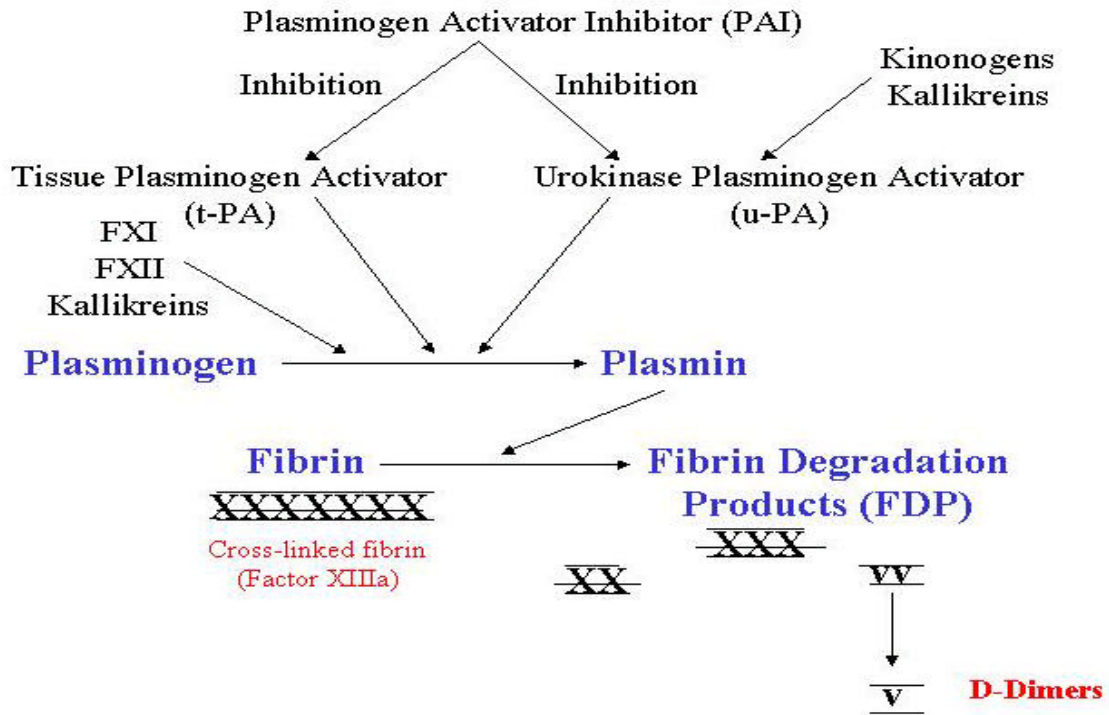 Plasminogen Activator Inhibitor (PAI)
Inhibition
Inhibition
Kinonogens
Kallikreins
Tissue Plasminogen Activator
(t-PA)
Urokinase Plasminogen Activator
(u-PA)
FXI
FXII
Kallikreins
Plasminogen
Plasmin
Fibrin
Fibrin Degradation
Products (FDP)
XXXXXXX
Cross-linked fibrin
(Factor XIIIa)
XXX
XX
VV
V
D-Dimers